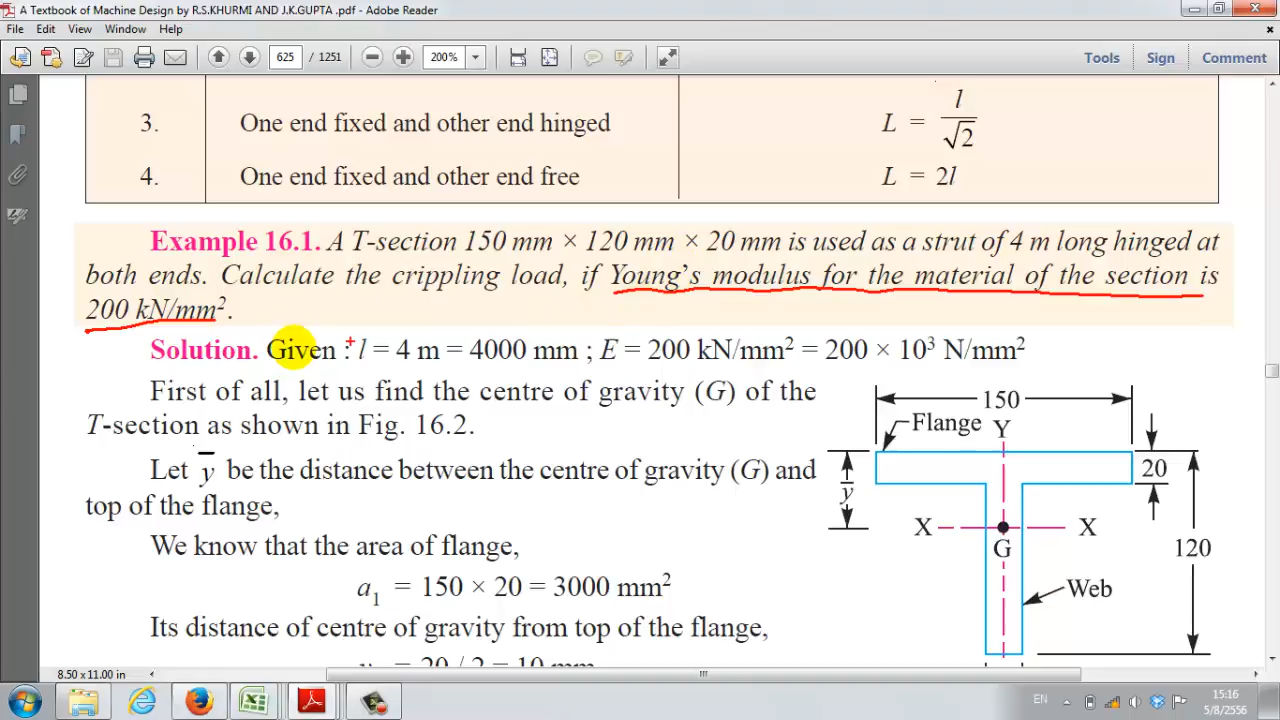 A Textbook of Machine Design by R.S.KHURMI AND J.K.GUPTA .pdf - Adobe Reader
File Edit View Window Help
625 / 1251 200% Tools Sign Comment
3. One end fixed and other end hinged L = l/√2
4. One end fixed and other end free L = 2l
Example 16.1. A T-section 150 mm × 120 mm × 20 mm is used as a strut of 4 m long hinged at
both ends. Calculate the crippling load, if Young's modulus for the material of the section is
200 kN/mm².
Solution. Given : l = 4 m = 4000 mm ; E = 200 kN/mm² = 200 × 10³ N/mm²
First of all, let us find the centre of gravity (G) of the
T-section as shown in Fig. 16.2.
Let y̅ be the distance between the centre of gravity (G) and
top of the flange,
We know that the area of flange,
a₁ = 150 × 20 = 3000 mm²
Its distance of centre of gravity from top of the flange,
= 20 / 2 = 10 mm
150
Flange Y
20
y̅
X X
G
120
Web
8.50 x 11.00 in
EN 15:16
5/8/2556